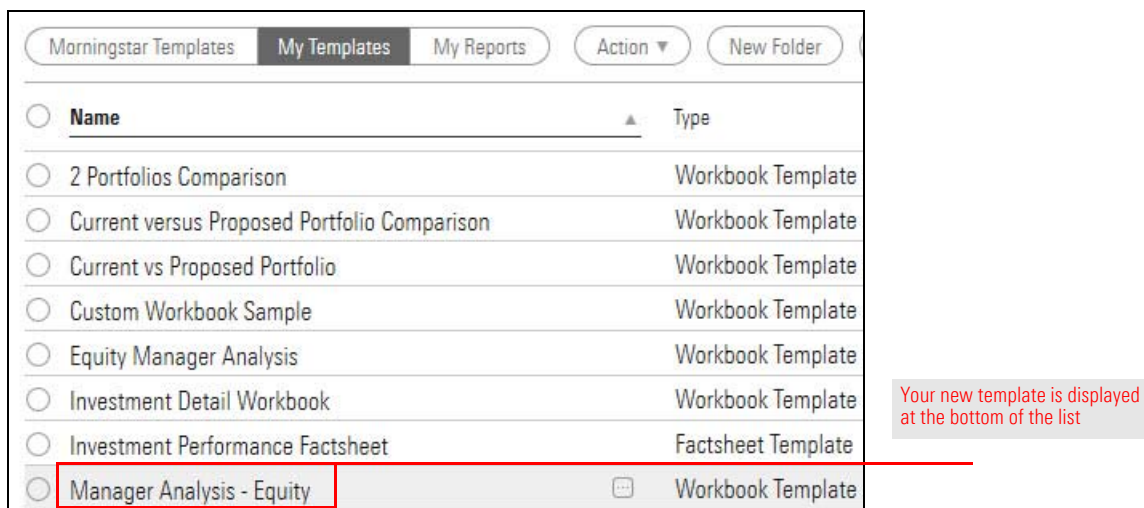 Morningstar Templates My Templates My Reports Action ▼ New Folder
Name ▲ Type
2 Portfolios Comparison Workbook Template
Current versus Proposed Portfolio Comparison Workbook Template
Current vs Proposed Portfolio Workbook Template
Custom Workbook Sample Workbook Template
Equity Manager Analysis Workbook Template
Investment Detail Workbook Workbook Template
Investment Performance Factsheet Factsheet Template
Manager Analysis - Equity Workbook Template
Your new template is displayed
at the bottom of the list